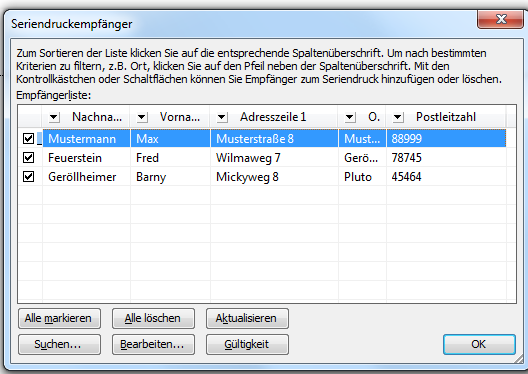 Seriendruckempfänger
Zum Sortieren der Liste klicken Sie auf die entsprechende Spaltenüberschrift. Um nach bestimmten
Kriterien zu filtern, z.B. Ort, klicken Sie auf den Pfeil neben der Spaltenüberschrift. Mit den
Kontrollkästchen oder Schaltflächen können Sie Empfänger zum Seriendruck hinzufügen oder löschen.
Empfängerliste:
Nachna... Vorna... Adresszeile 1 O. Postleitzahl
Mustermann Max Musterstraße 8 Must... 88999
Feuerstein Fred Wilmaweg 7 Gerö... 78745
Geröllheimer Barny Mickyweg 8 Pluto 45464
Alle markieren Alle löschen Aktualisieren
Suchen... Bearbeiten... Gültigkeit OK